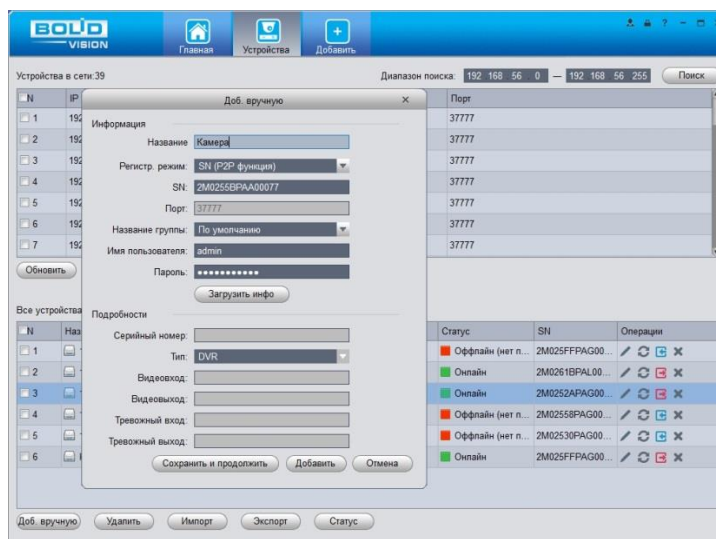 BOLID
VISION
Главная
Устройства
Добавить
Устройства в сети:39
Диапазон поиска: 192 168 56 0 — 192 168 56 255 Поиск
N IP Порт
1 192 37777
2 192 37777
3 192 37777
4 192 37777
5 192 37777
6 192 37777
7 192 37777
Обновить
Доб. вручную
Информация
Название Камера
Регистр. режим: SN (P2P функция)
SN: 2M0255BPAA00077
Порт: 37777
Название группы: По умолчанию
Имя пользователя: admin
Пароль: •••••••••••
Загрузить инфо
Подробности
Серийный номер:
Тип: DVR
Видеовход:
Видеовыход:
Тревожный вход:
Тревожный выход:
Сохранить и продолжить Добавить Отмена
Все устройства
N Наз Статус SN Операции
1 Оффлайн (нет п... 2M025FFPAG00...
2 Онлайн 2M0261BPAL00...
3 Онлайн 2M0252APAG00...
4 Оффлайн (нет п... 2M02558PAG00...
5 Оффлайн (нет п... 2M02530PAG00...
6 Онлайн 2M025FFPAG00...
Доб. вручную Удалить Импорт Экспорт Статус